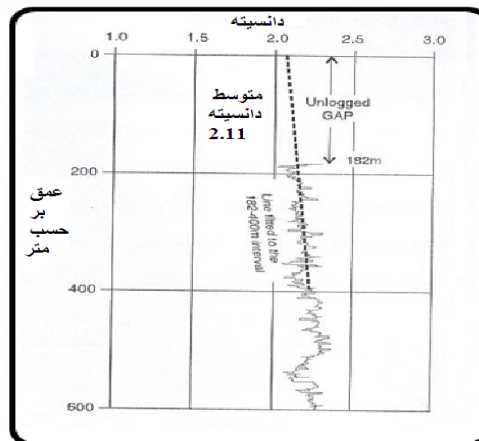 دانسیته
1.0 1.5 2.0 2.5 3.0
0
متوسط
دانسیته
2.11
Unlogged
GAP
182m
200
عمق
بر
حسب
متر
Line fitted to the
182-400m interval
400
600